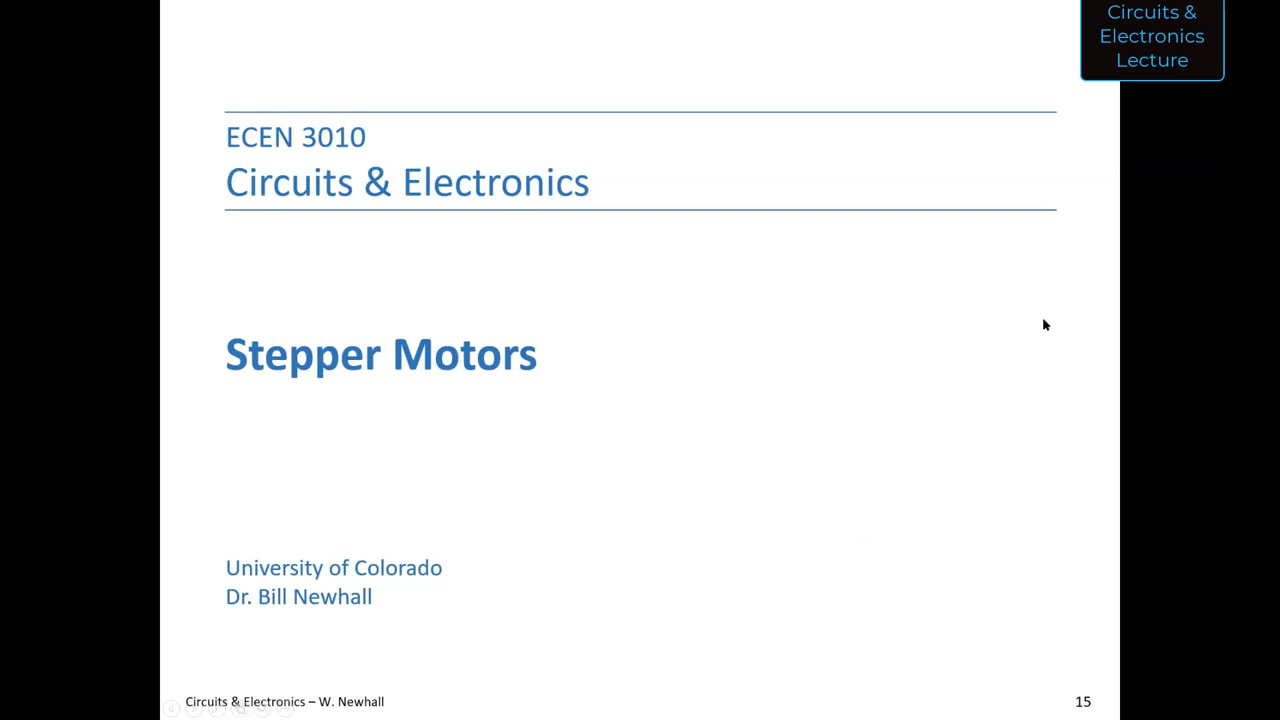 Circuits &
Electronics
Lecture
ECEN 3010
Circuits & Electronics
Stepper Motors
University of Colorado
Dr. Bill Newhall
Circuits & Electronics – W. Newhall
15